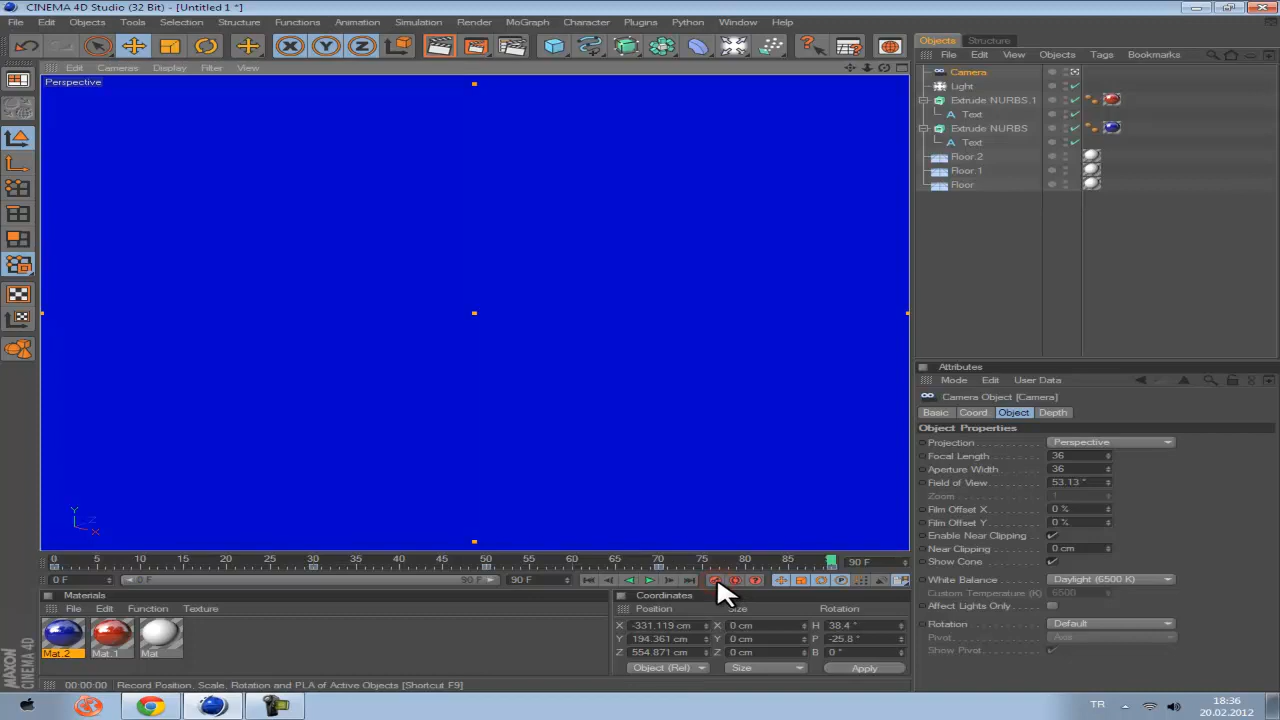 CINEMA 4D Studio (32 Bit) - [Untitled 1 *]
File Edit Objects Tools Selection Structure Functions Animation Simulation Render MoGraph Character Plugins Python Window Help
Objects Structure
File Edit View Objects Tags Bookmarks
Edit Cameras Display Filter View
Perspective
Camera
Light
Extrude NURBS.1
Text
Extrude NURBS
Text
Floor.2
Floor.1
Floor
Attributes
Mode Edit User Data
Camera Object [Camera]
Basic Coord. Object Depth
Object Properties
Projection Perspective
Focal Length 36
Aperture Width 36
Field of View 53.13 °
Zoom 1
Film Offset X 0 %
Film Offset Y 0 %
Enable Near Clipping
Near Clipping 0 cm
Show Cone
White Balance Daylight (6500 K)
Custom Temperature (K) 6500
Affect Lights Only
Rotation Default
Pivot Axis
Show Pivot
Y
Z
X
0 5 10 15 20 25 30 35 40 45 50 55 60 65 70 75 80 85 90 F
0 F 0 F 90 F 90 F
Materials
File Edit Function Texture
Mat.2 Mat.1 Mat
Coordinates
Position Size Rotation
X -331.119 cm X 0 cm H 38.4 °
Y 194.361 cm Y 0 cm P -25.8 °
Z 554.871 cm Z 0 cm B 0 °
Object (Rel) Size Apply
MAXON CINEMA 4D
00:00:00 Record Position, Scale, Rotation and PLA of Active Objects [Shortcut F9]
TR
18:36
20.02.2012